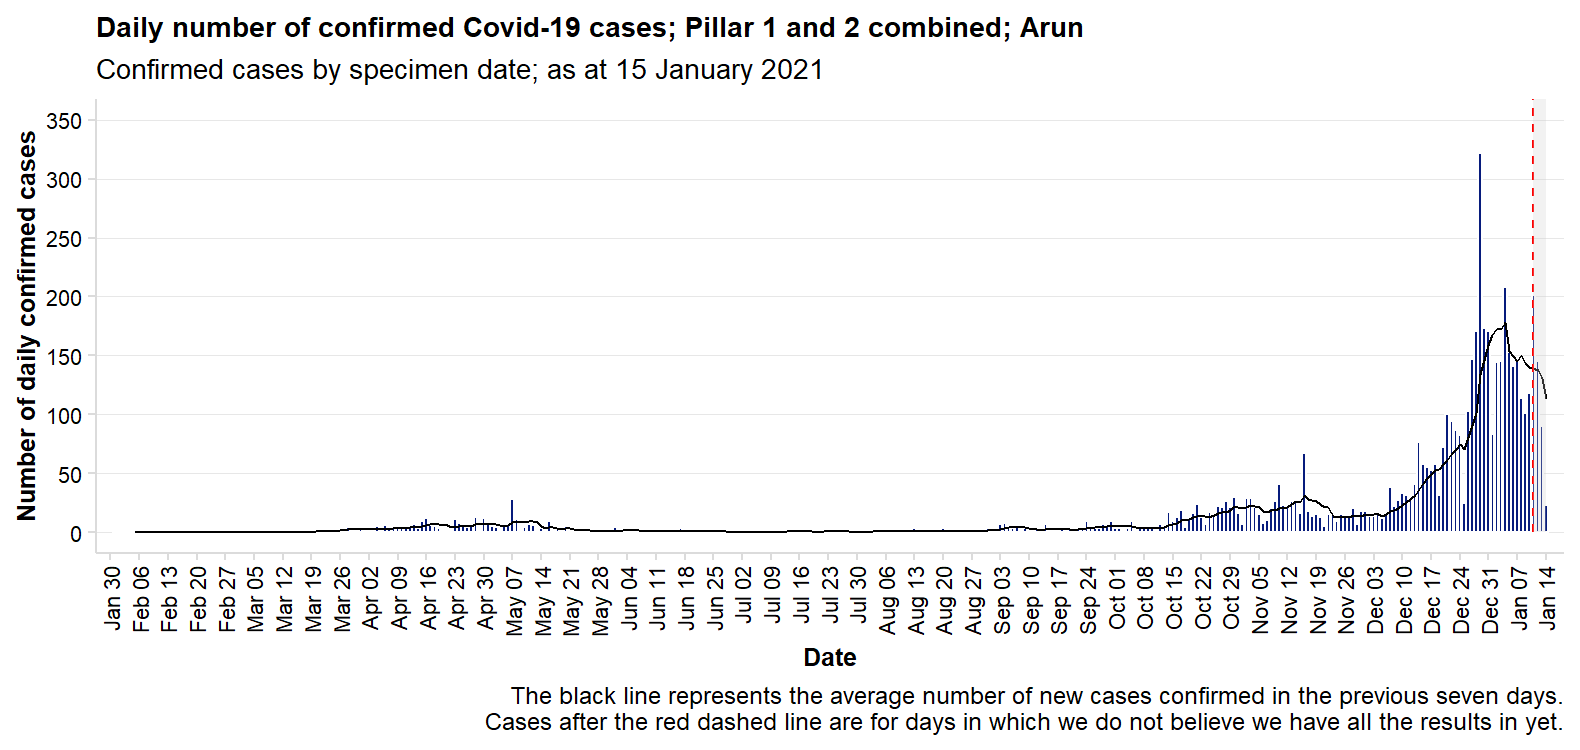 Daily number of confirmed Covid-19 cases; Pillar 1 and 2 combined; Arun
Confirmed cases by specimen date; as at 15 January 2021
Number of daily confirmed cases
350
300
250
200
150
100
50
0
Jan 30
Feb 06
Feb 13
Feb 20
Feb 27
Mar 05
Mar 12
Mar 19
Mar 26
Apr 02
Apr 09
Apr 16
Apr 23
Apr 30
May 07
May 14
May 21
May 28
Jun 04
Jun 11
Jun 18
Jun 25
Jul 02
Jul 09
Jul 16
Jul 23
Jul 30
Aug 06
Aug 13
Aug 20
Aug 27
Sep 03
Sep 10
Sep 17
Sep 24
Oct 01
Oct 08
Oct 15
Oct 22
Oct 29
Nov 05
Nov 12
Nov 19
Nov 26
Dec 03
Dec 10
Dec 17
Dec 24
Dec 31
Jan 07
Jan 14
Date
The black line represents the average number of new cases confirmed in the previous seven days.
Cases after the red dashed line are for days in which we do not believe we have all the results in yet.